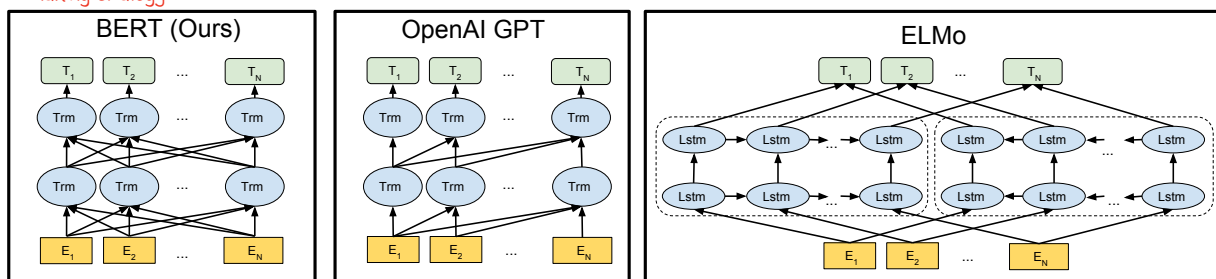 BERT (Ours)
T1 T2 ... TN
Trm Trm ... Trm
Trm Trm ... Trm
E1 E2 ... EN
OpenAI GPT
T1 T2 ... TN
Trm Trm ... Trm
Trm Trm ... Trm
E1 E2 ... EN
ELMo
T1 T2 ... TN
Lstm Lstm ... Lstm Lstm Lstm ... Lstm
Lstm Lstm ... Lstm Lstm Lstm ... Lstm
E1 E2 ... EN